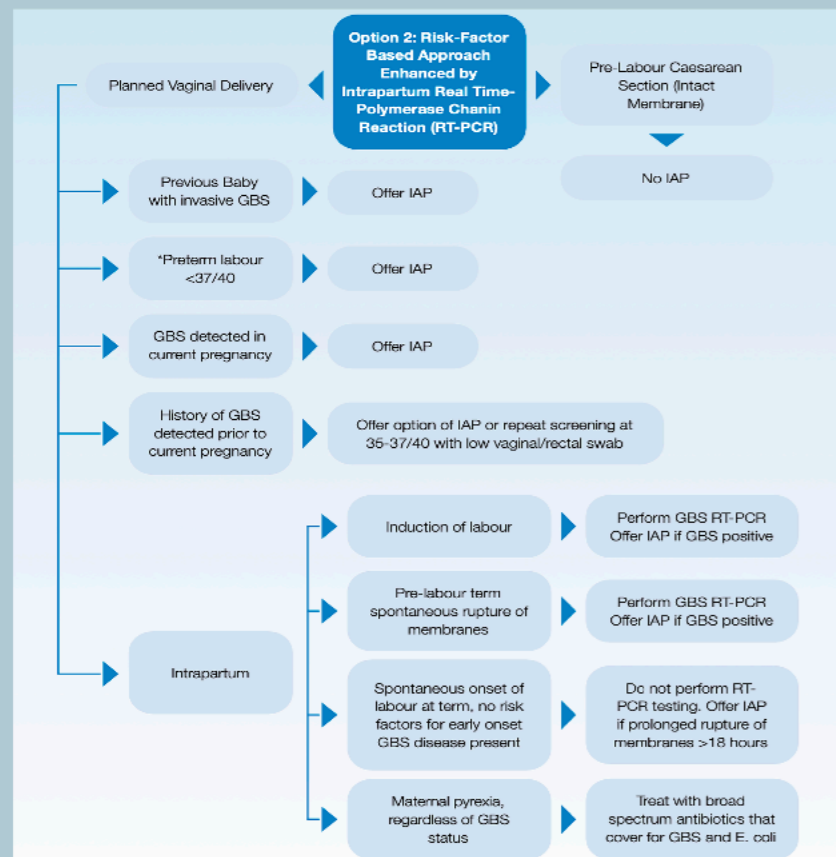 Option 2: Risk-Factor
Based Approach
Enhanced by
Intrapartum Real Time-
Polymerase Chanin
Reaction (RT-PCR)
Planned Vaginal Delivery
Pre-Labour Caesarean
Section (Intact
Membrane)
No IAP
Previous Baby
with invasive GBS
Offer IAP
*Preterm labour
<37/40
Offer IAP
GBS detected in
current pregnancy
Offer IAP
History of GBS
detected prior to
current pregnancy
Offer option of IAP or repeat screening at
35-37/40 with low vaginal/rectal swab
Intrapartum
Induction of labour
Perform GBS RT-PCR
Offer IAP if GBS positive
Pre-labour term
spontaneous rupture of
membranes
Perform GBS RT-PCR
Offer IAP if GBS positive
Spontaneous onset of
labour at term, no risk
factors for early onset
GBS disease present
Do not perform RT-
PCR testing. Offer IAP
if prolonged rupture of
membranes >18 hours
Maternal pyrexia,
regardless of GBS
status
Treat with broad
spectrum antibiotics that
cover for GBS and E. coli